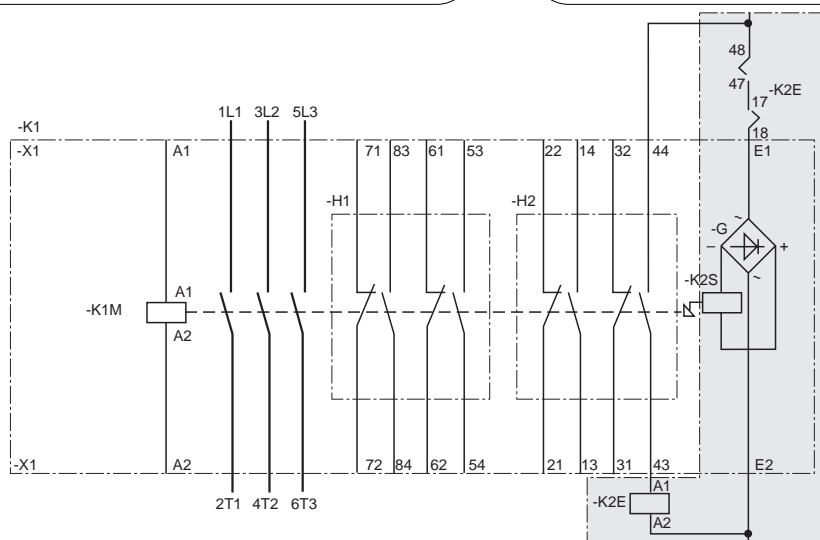 48
47
-K2E
17
18
1L1 3L2 5L3
-K1
-X1 A1 71 83 61 53 22 14 32 44 E1
-H1 -H2
~
-G
– +
~
-K2S
A1
-K1M
A2
-X1 A2 72 84 62 54 21 13 31 43 E2
2T1 4T2 6T3
A1
-K2E
A2